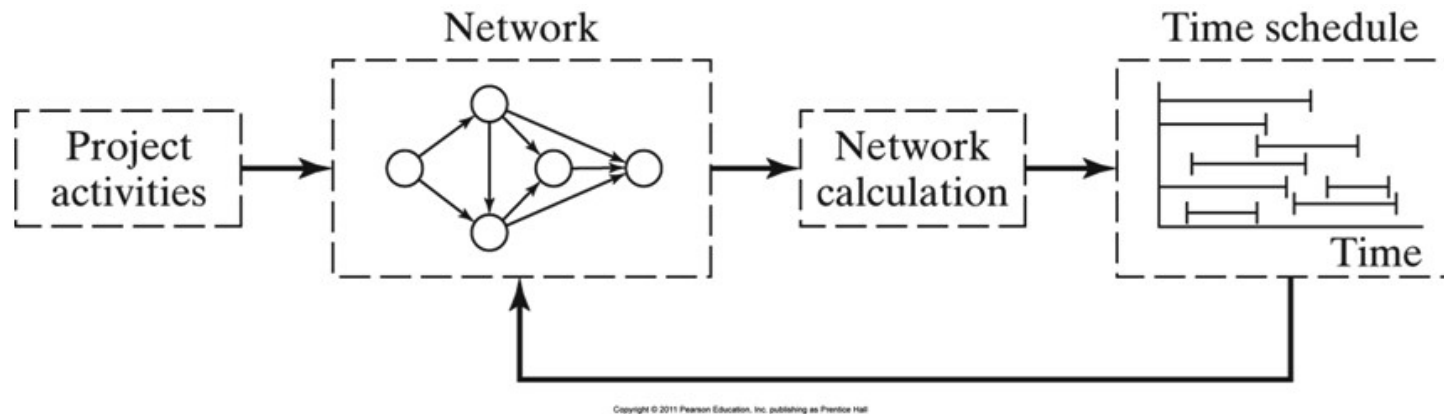 Network
Time schedule
Project
activities
Network
calculation
Time
Copyright © 2011 Pearson Education, Inc. publishing as Prentice Hall